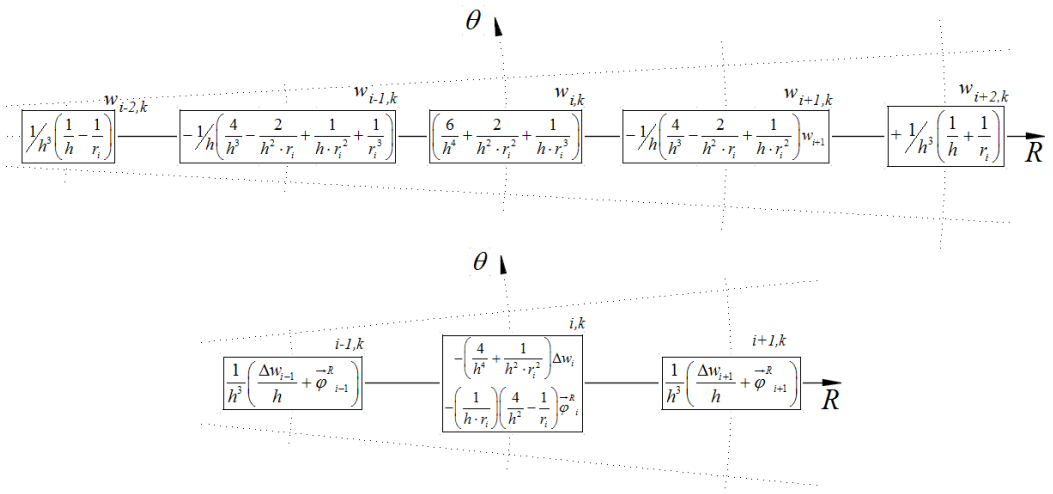 θ
w_{i-2,k} w_{i-1,k} w_{i,k} w_{i+1,k} w_{i+2,k}
1/h³ (1/h − 1/r_i) −1/h (4/h³ − 2/(h²·r_i) + 1/(h·r_i²) + 1/r_i³) (6/h⁴ + 2/(h²·r_i²) + 1/(h·r_i³)) −1/h (4/h³ − 2/(h²·r_i) + 1/(h·r_i²)) w_{i+1} + 1/h³ (1/h + 1/r_i)
R
θ
i-1,k i,k i+1,k
1/h³ (Δw_{i−1}/h + φ⃗^R_{i−1}) −(4/h⁴ + 1/(h²·r_i²)) Δw_i 1/h³ (Δw_{i+1}/h + φ⃗^R_{i+1})
−(1/(h·r_i)) (4/h² − 1/r_i) φ⃗^R_i
R